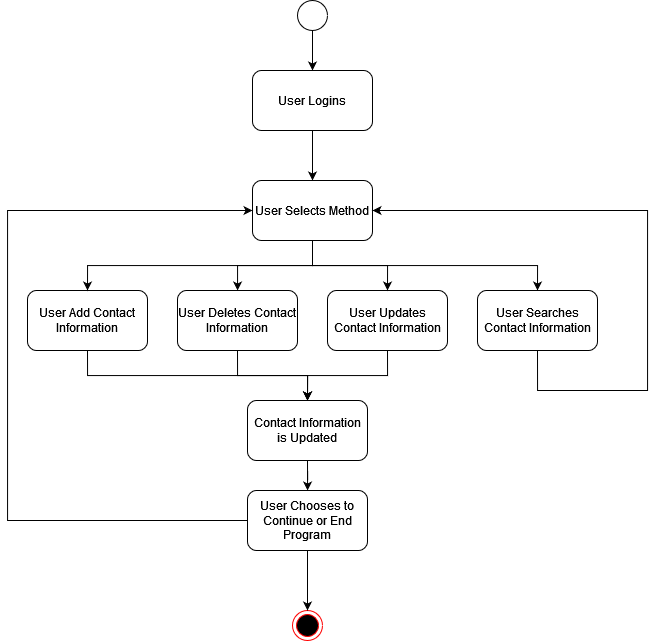 User Logins
User Selects Method
User Add Contact
Information
User Deletes Contact
Information
User Updates
Contact Information
User Searches
Contact Information
Contact Information
is Updated
User Chooses to
Continue or End
Program